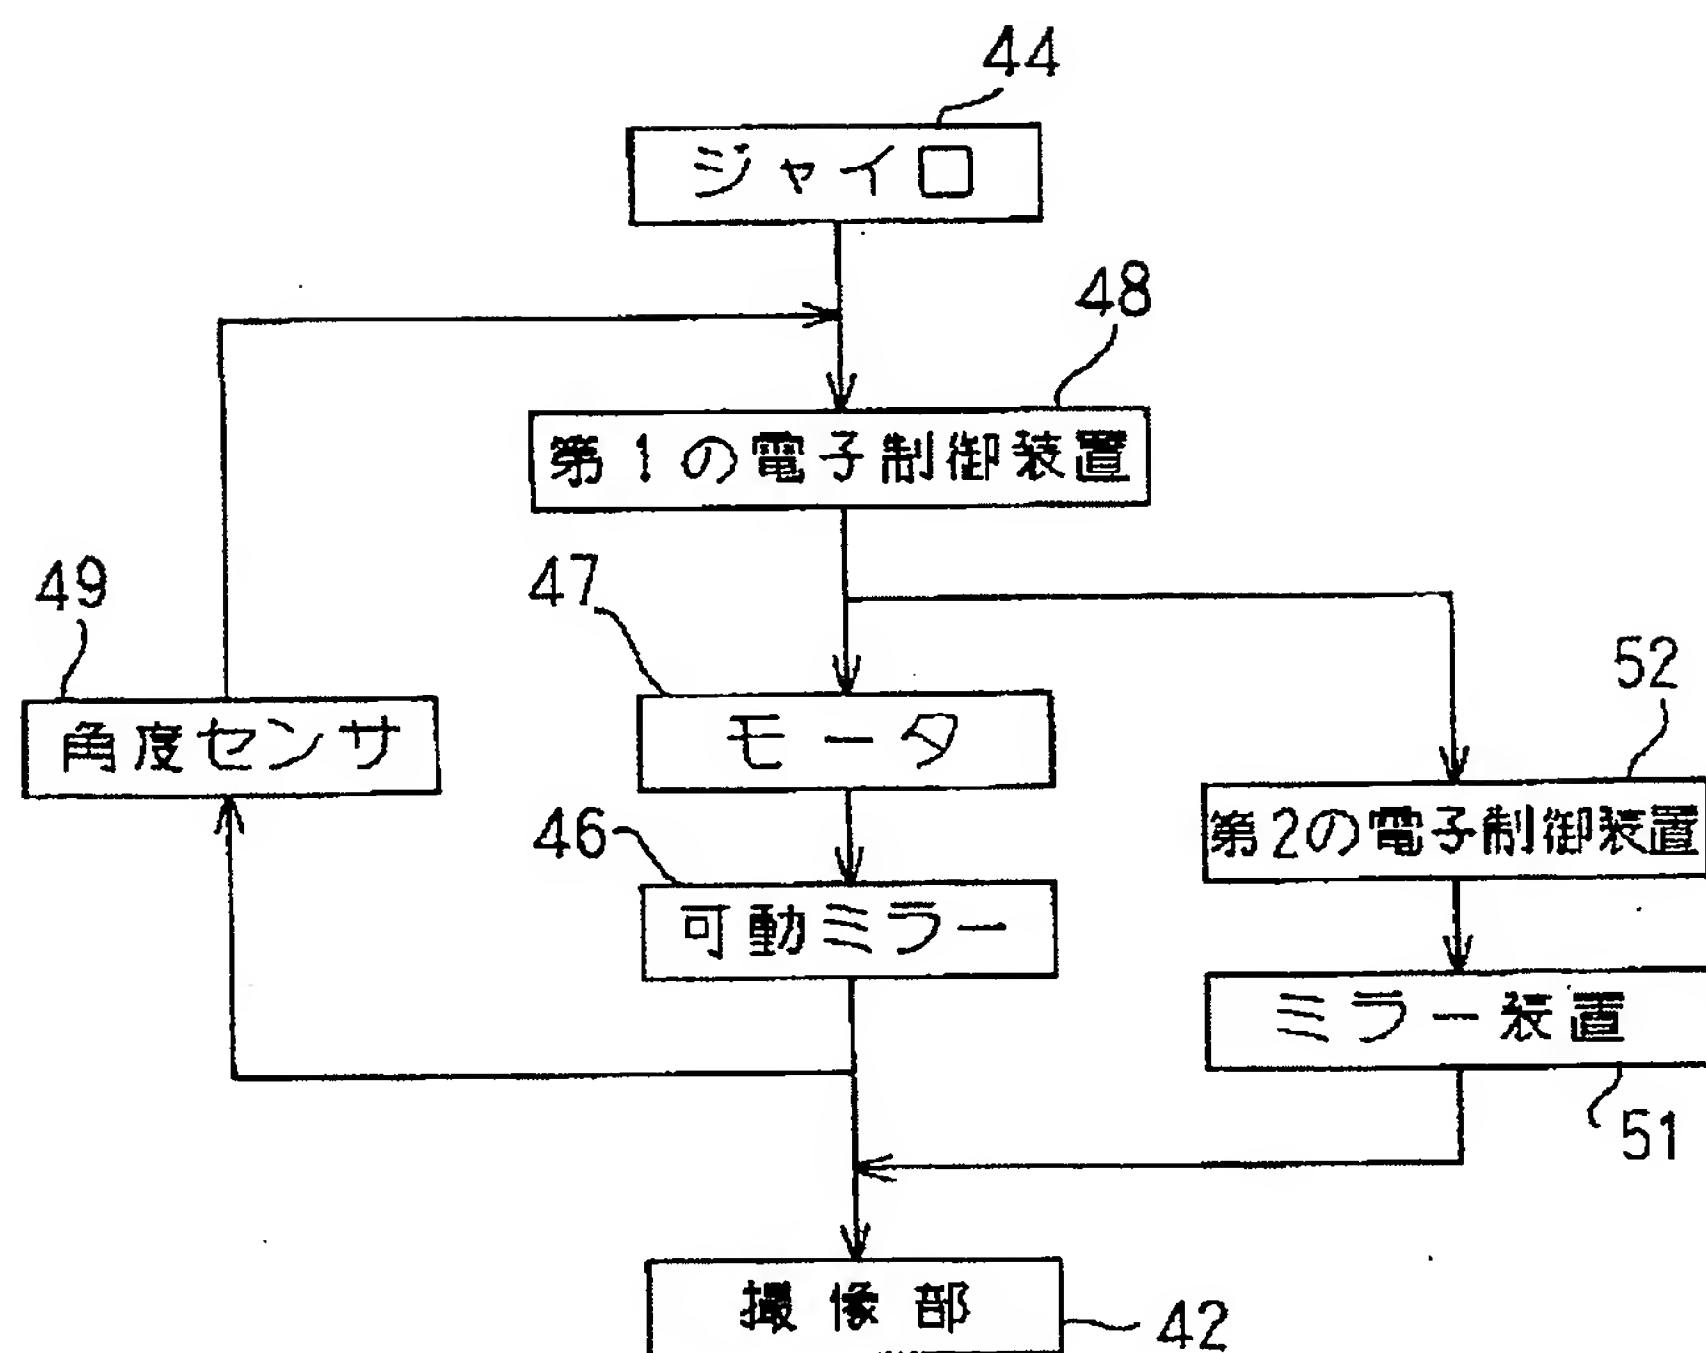 44
ジャイロ
48
第1の電子制御装置
49
角度センサ
47
モータ
52
第2の電子制御装置
46
可動ミラー
ミラー装置
51
撮像部
42